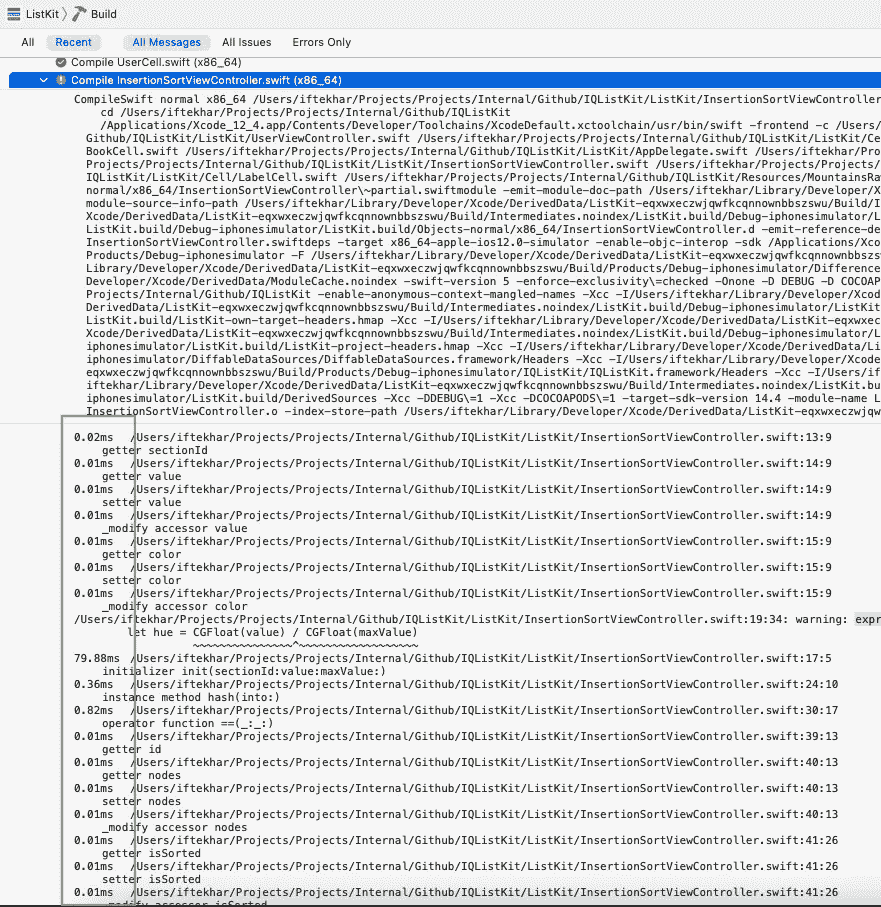 ListKit Build
All Recent All Messages All Issues Errors Only
Compile UserCell.swift (x86_64)
Compile InsertionSortViewController.swift (x86_64)
CompileSwift normal x86_64 /Users/iftekhar/Projects/Projects/Internal/Github/IQListKit/ListKit/InsertionSortViewController
cd /Users/iftekhar/Projects/Projects/Internal/Github/IQListKit
/Applications/Xcode_12_4.app/Contents/Developer/Toolchains/XcodeDefault.xctoolchain/usr/bin/swift -frontend -c /Users/
Github/IQListKit/ListKit/UserViewController.swift /Users/iftekhar/Projects/Projects/Internal/Github/IQListKit/ListKit/Ce
BookCell.swift /Users/iftekhar/Projects/Projects/Internal/Github/IQListKit/ListKit/AppDelegate.swift /Users/iftekhar/Pro
Projects/Projects/Internal/Github/IQListKit/ListKit/InsertionSortViewController.swift /Users/iftekhar/Projects/Projects/
IQListKit/ListKit/Cell/LabelCell.swift /Users/iftekhar/Projects/Projects/Internal/Github/IQListKit/Resources/MountainsRa
normal/x86_64/InsertionSortViewController\~partial.swiftmodule -emit-module-doc-path /Users/iftekhar/Library/Developer/X
module-source-info-path /Users/iftekhar/Library/Developer/Xcode/DerivedData/ListKit-eqxwxeczwjqwfkcqnnownbbszswu/Build/I
Xcode/DerivedData/ListKit-eqxwxeczwjqwfkcqnnownbbszswu/Build/Intermediates.noindex/ListKit.build/Debug-iphonesimulator/L
ListKit.build/Debug-iphonesimulator/ListKit.build/Objects-normal/x86_64/InsertionSortViewController.d -emit-reference-de
InsertionSortViewController.swiftdeps -target x86_64-apple-ios12.0-simulator -enable-objc-interop -sdk /Applications/Xco
Products/Debug-iphonesimulator -F /Users/iftekhar/Library/Developer/Xcode/DerivedData/ListKit-eqxwxeczwjqwfkcqnnownbbszswu
Library/Developer/Xcode/DerivedData/ListKit-eqxwxeczwjqwfkcqnnownbbszswu/Build/Products/Debug-iphonesimulator/Difference
Developer/Xcode/DerivedData/ModuleCache.noindex -swift-version 5 -enforce-exclusivity\=checked -Onone -D DEBUG -D COCOAP
Projects/Internal/Github/IQListKit -enable-anonymous-context-mangled-names -Xcc -I/Users/iftekhar/Library/Developer/Xcod
eqxwxeczwjqwfkcqnnownbbszswu/Build/Intermediates.noindex/ListKit.build/Debug-iphonesimulator/ListKit
ListKit.build/ListKit-own-target-headers.hmap -Xcc -I/Users/iftekhar/Library/Developer/Xcode/DerivedData/ListKit-eqxwxec
Xcode/DerivedData/ListKit-eqxwxeczwjqwfkcqnnownbbszswu/Build/Intermediates.noindex/ListKit.build/Debug-iphonesimulator/L
iphonesimulator/ListKit.build/ListKit-project-headers.hmap -Xcc -I/Users/iftekhar/Library/Developer/Xcode/DerivedData/Li
iphonesimulator/DiffableDataSources/DiffableDataSources.framework/Headers -Xcc -I/Users/iftekhar/Library/Developer/Xcode
eqxwxeczwjqwfkcqnnownbbszswu/Build/Products/Debug-iphonesimulator/IQListKit/IQListKit.framework/Headers -Xcc -I/Users/if
iftekhar/Library/Developer/Xcode/DerivedData/ListKit-eqxwxeczwjqwfkcqnnownbbszswu/Build/Intermediates.noindex/ListKit.bu
iphonesimulator/ListKit.build/DerivedSources -Xcc -DDEBUG\=1 -Xcc -DCOCOAPODS\=1 -target-sdk-version 14.4 -module-name L
InsertionSortViewController.o -index-store-path /Users/iftekhar/Library/Developer/Xcode/DerivedData/ListKit-eqxwxeczwjqw
0.02ms /Users/iftekhar/Projects/Projects/Internal/Github/IQListKit/ListKit/InsertionSortViewController.swift:13:9
getter sectionId
0.01ms /Users/iftekhar/Projects/Projects/Internal/Github/IQListKit/ListKit/InsertionSortViewController.swift:14:9
getter value
0.01ms /Users/iftekhar/Projects/Projects/Internal/Github/IQListKit/ListKit/InsertionSortViewController.swift:14:9
setter value
0.01ms /Users/iftekhar/Projects/Projects/Internal/Github/IQListKit/ListKit/InsertionSortViewController.swift:14:9
_modify accessor value
0.01ms /Users/iftekhar/Projects/Projects/Internal/Github/IQListKit/ListKit/InsertionSortViewController.swift:15:9
getter color
0.01ms /Users/iftekhar/Projects/Projects/Internal/Github/IQListKit/ListKit/InsertionSortViewController.swift:15:9
setter color
0.01ms /Users/iftekhar/Projects/Projects/Internal/Github/IQListKit/ListKit/InsertionSortViewController.swift:15:9
_modify accessor color
/Users/iftekhar/Projects/Projects/Internal/Github/IQListKit/ListKit/InsertionSortViewController.swift:19:34: warning: expr
let hue = CGFloat(value) / CGFloat(maxValue)
~~~~~~~~~~~~~~~^~~~~~~~~~~~~~~~~~~
79.88ms /Users/iftekhar/Projects/Projects/Internal/Github/IQListKit/ListKit/InsertionSortViewController.swift:17:5
initializer init(sectionId:value:maxValue:)
0.36ms /Users/iftekhar/Projects/Projects/Internal/Github/IQListKit/ListKit/InsertionSortViewController.swift:24:10
instance method hash(into:)
0.82ms /Users/iftekhar/Projects/Projects/Internal/Github/IQListKit/ListKit/InsertionSortViewController.swift:30:17
operator function ==(_:_:)
0.01ms /Users/iftekhar/Projects/Projects/Internal/Github/IQListKit/ListKit/InsertionSortViewController.swift:39:13
getter id
0.01ms /Users/iftekhar/Projects/Projects/Internal/Github/IQListKit/ListKit/InsertionSortViewController.swift:40:13
getter nodes
0.01ms /Users/iftekhar/Projects/Projects/Internal/Github/IQListKit/ListKit/InsertionSortViewController.swift:40:13
setter nodes
0.01ms /Users/iftekhar/Projects/Projects/Internal/Github/IQListKit/ListKit/InsertionSortViewController.swift:40:13
_modify accessor nodes
0.01ms /Users/iftekhar/Projects/Projects/Internal/Github/IQListKit/ListKit/InsertionSortViewController.swift:41:26
getter isSorted
0.01ms /Users/iftekhar/Projects/Projects/Internal/Github/IQListKit/ListKit/InsertionSortViewController.swift:41:26
setter isSorted
0.01ms /Users/iftekhar/Projects/Projects/Internal/Github/IQListKit/ListKit/InsertionSortViewController.swift:41:26
_modify accessor isSorted